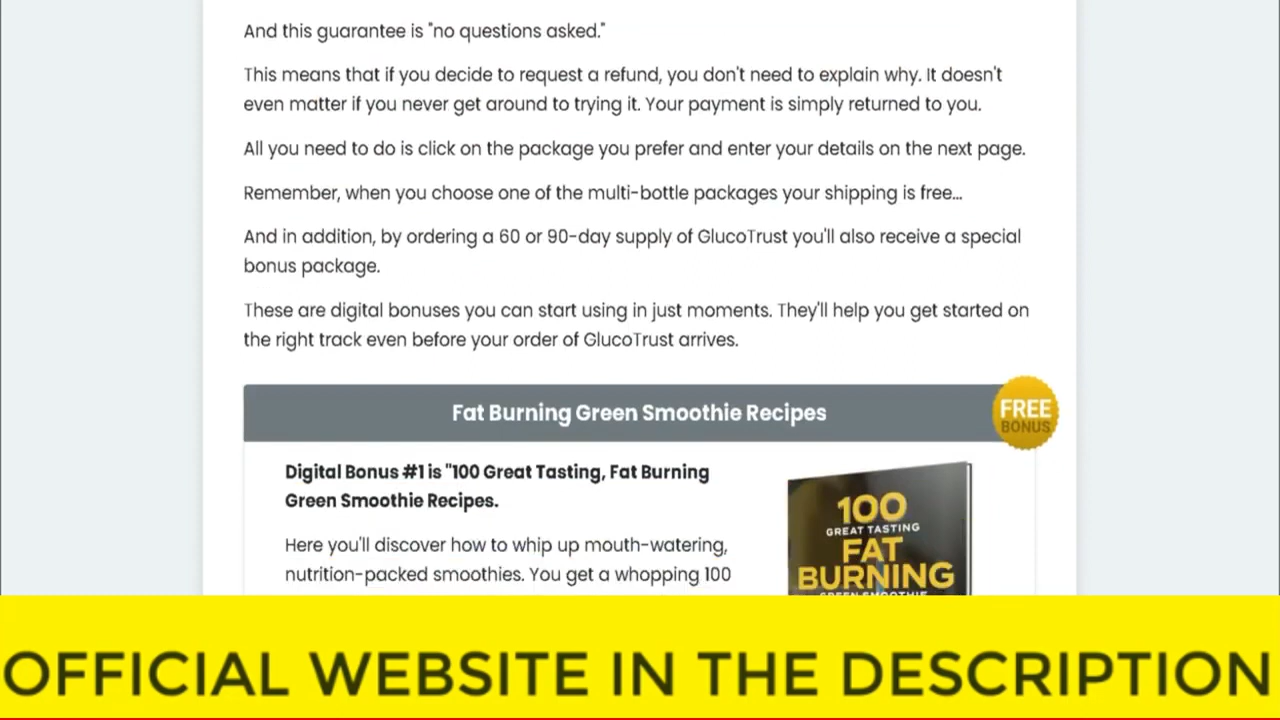 And this guarantee is "no questions asked."
This means that if you decide to request a refund, you don't need to explain why. It doesn't
even matter if you never get around to trying it. Your payment is simply returned to you.
All you need to do is click on the package you prefer and enter your details on the next page.
Remember, when you choose one of the multi-bottle packages your shipping is free...
And in addition, by ordering a 60 or 90-day supply of GlucoTrust you'll also receive a special
bonus package.
These are digital bonuses you can start using in just moments. They'll help you get started on
the right track even before your order of GlucoTrust arrives.
Fat Burning Green Smoothie Recipes
FREE
BONUS
Digital Bonus #1 is "100 Great Tasting, Fat Burning
Green Smoothie Recipes.
Here you'll discover how to whip up mouth-watering,
nutrition-packed smoothies. You get a whopping 100
100
GREAT TASTING
FAT
BURNING
GREEN SMOOTHIE
OFFICIAL WEBSITE IN THE DESCRIPTION